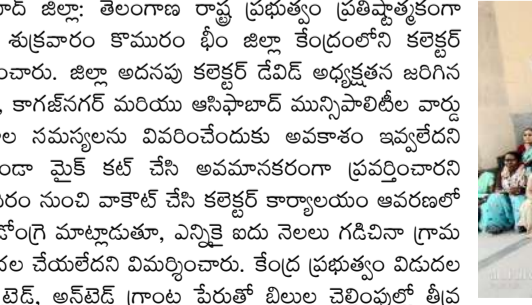 ద్ జిల్లా: తెలంగాణ రాష్ట్ర ప్రభుత్వం ప్రతిష్టాత్మకంగా
శుక్రవారం కొమురం భీం జిల్లా కేంద్రంలోని కలెక్టర్
చారు. జిల్లా అదనపు కలెక్టర్ డేవిడ్ అధ్యక్షతన జరిగిన
, కాగజ్‌నగర్ మరియు ఆసిఫాబాద్ మున్సిపాలిటీల వార్డు
ల సమస్యలను వివరించేందుకు అవకాశం ఇవ్వలేదని
డా మైక్ కట్ చేసి అవమానకరంగా ప్రవర్తించారని
నుంచి వాకౌట్ చేసి కలెక్టర్ కార్యాలయం ఆవరణలో
డోంగ్రె మాట్లాడుతూ, ఎన్నికై ఐదు నెలలు గడిచినా గ్రామ
దల చేయలేదని విమర్శించారు. కేంద్ర ప్రభుత్వం విడుదల
టైడ్, అన్‌టైడ్ గ్రాంట్ల పేరుతో బిల్లుల చెల్లింపుల్లో తీవ్ర